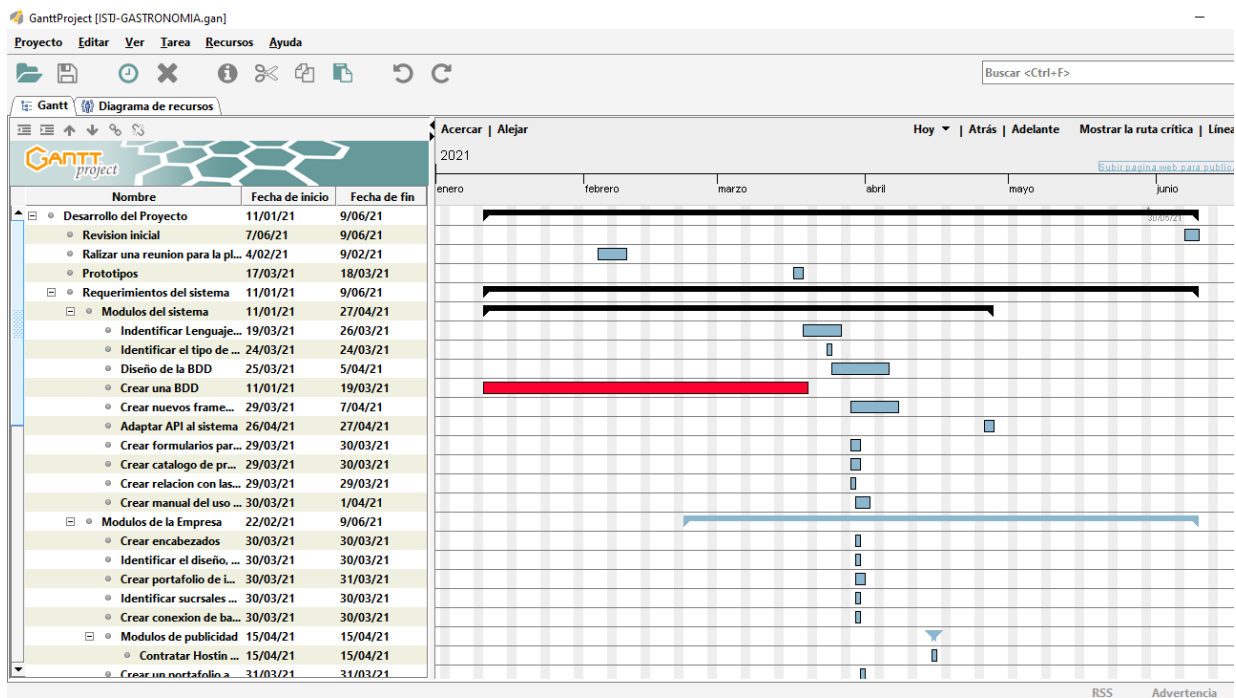 GanttProject [ISTJ-GASTRONOMIA.gan]
Proyecto Editar Ver Tarea Recursos Ayuda
Buscar <Ctrl+F>
Gantt Diagrama de recursos
Acercar | Alejar Hoy | Atrás | Adelante Mostrar la ruta crítica | Línea
GANTT project
2021
Subir pagina web para public.
Nombre Fecha de inicio Fecha de fin enero febrero marzo abril mayo junio
Desarrollo del Proyecto 11/01/21 9/06/21 30/05/21
Revision inicial 7/06/21 9/06/21
Ralizar una reunion para la pl... 4/02/21 9/02/21
Prototipos 17/03/21 18/03/21
Requerimientos del sistema 11/01/21 9/06/21
Modulos del sistema 11/01/21 27/04/21
Indentificar Lenguaje... 19/03/21 26/03/21
Identificar el tipo de ... 24/03/21 24/03/21
Diseño de la BDD 25/03/21 5/04/21
Crear una BDD 11/01/21 19/03/21
Crear nuevos frame... 29/03/21 7/04/21
Adaptar API al sistema 26/04/21 27/04/21
Crear formularios par... 29/03/21 30/03/21
Crear catalogo de pr... 29/03/21 30/03/21
Crear relacion con las... 29/03/21 29/03/21
Crear manual del uso ... 30/03/21 1/04/21
Modulos de la Empresa 22/02/21 9/06/21
Crear encabezados 30/03/21 30/03/21
Identificar el diseño, ... 30/03/21 30/03/21
Crear portafolio de i... 30/03/21 31/03/21
Identificar sucrsales ... 30/03/21 30/03/21
Crear conexion de ba... 30/03/21 30/03/21
Modulos de publicidad 15/04/21 15/04/21
Contratar Hostin ... 15/04/21 15/04/21
Crear un portafolio a... 31/03/21 31/03/21
RSS Advertencia